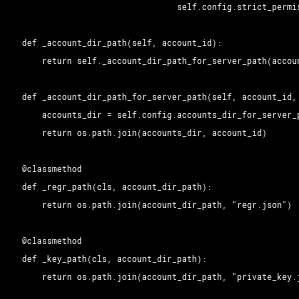 self.config.strict_permis
def _account_dir_path(self, account_id):
return self._account_dir_path_for_server_path(accoun
def _account_dir_path_for_server_path(self, account_id,
accounts_dir = self.config.accounts_dir_for_server_p
return os.path.join(accounts_dir, account_id)
@classmethod
def _regr_path(cls, account_dir_path):
return os.path.join(account_dir_path, "regr.json")
@classmethod
def _key_path(cls, account_dir_path):
return os.path.join(account_dir_path, "private_key.j